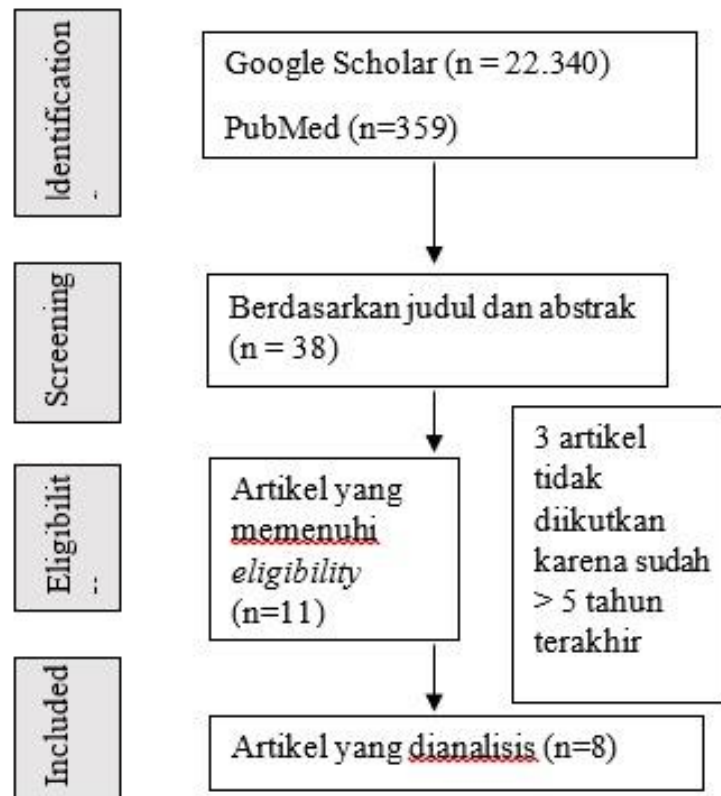 Identification
Google Scholar (n = 22.340)
PubMed (n=359)
Screening
Berdasarkan judul dan abstrak
(n = 38)
Eligibilit
Artikel yang
memenuhi
eligibility
(n=11)
3 artikel
tidak
diikutkan
karena sudah
> 5 tahun
terakhir
Included
Artikel yang dianalisis (n=8)